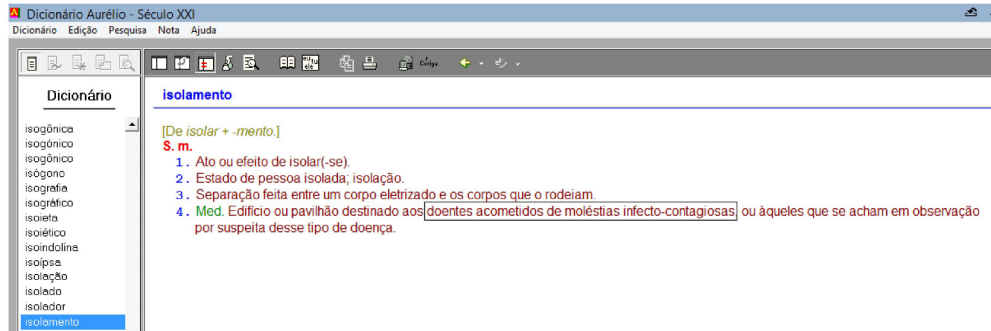 Dicionário Aurélio - Século XXI
Dicionário Edição Pesquisa Nota Ajuda
Dicionário
isogônica
isogónico
isogônico
isógono
isografia
isográfico
isoieta
isoiético
isoindolina
isoípsa
isolação
isolado
isolador
isolamento
isolamento
[De isolar + -mento.]
S. m.
1. Ato ou efeito de isolar(-se).
2. Estado de pessoa isolada; isolação.
3. Separação feita entre um corpo eletrizado e os corpos que o rodeiam.
4. Med. Edifício ou pavilhão destinado aos doentes acometidos de moléstias infecto-contagiosas, ou àqueles que se acham em observação
por suspeita desse tipo de doença.